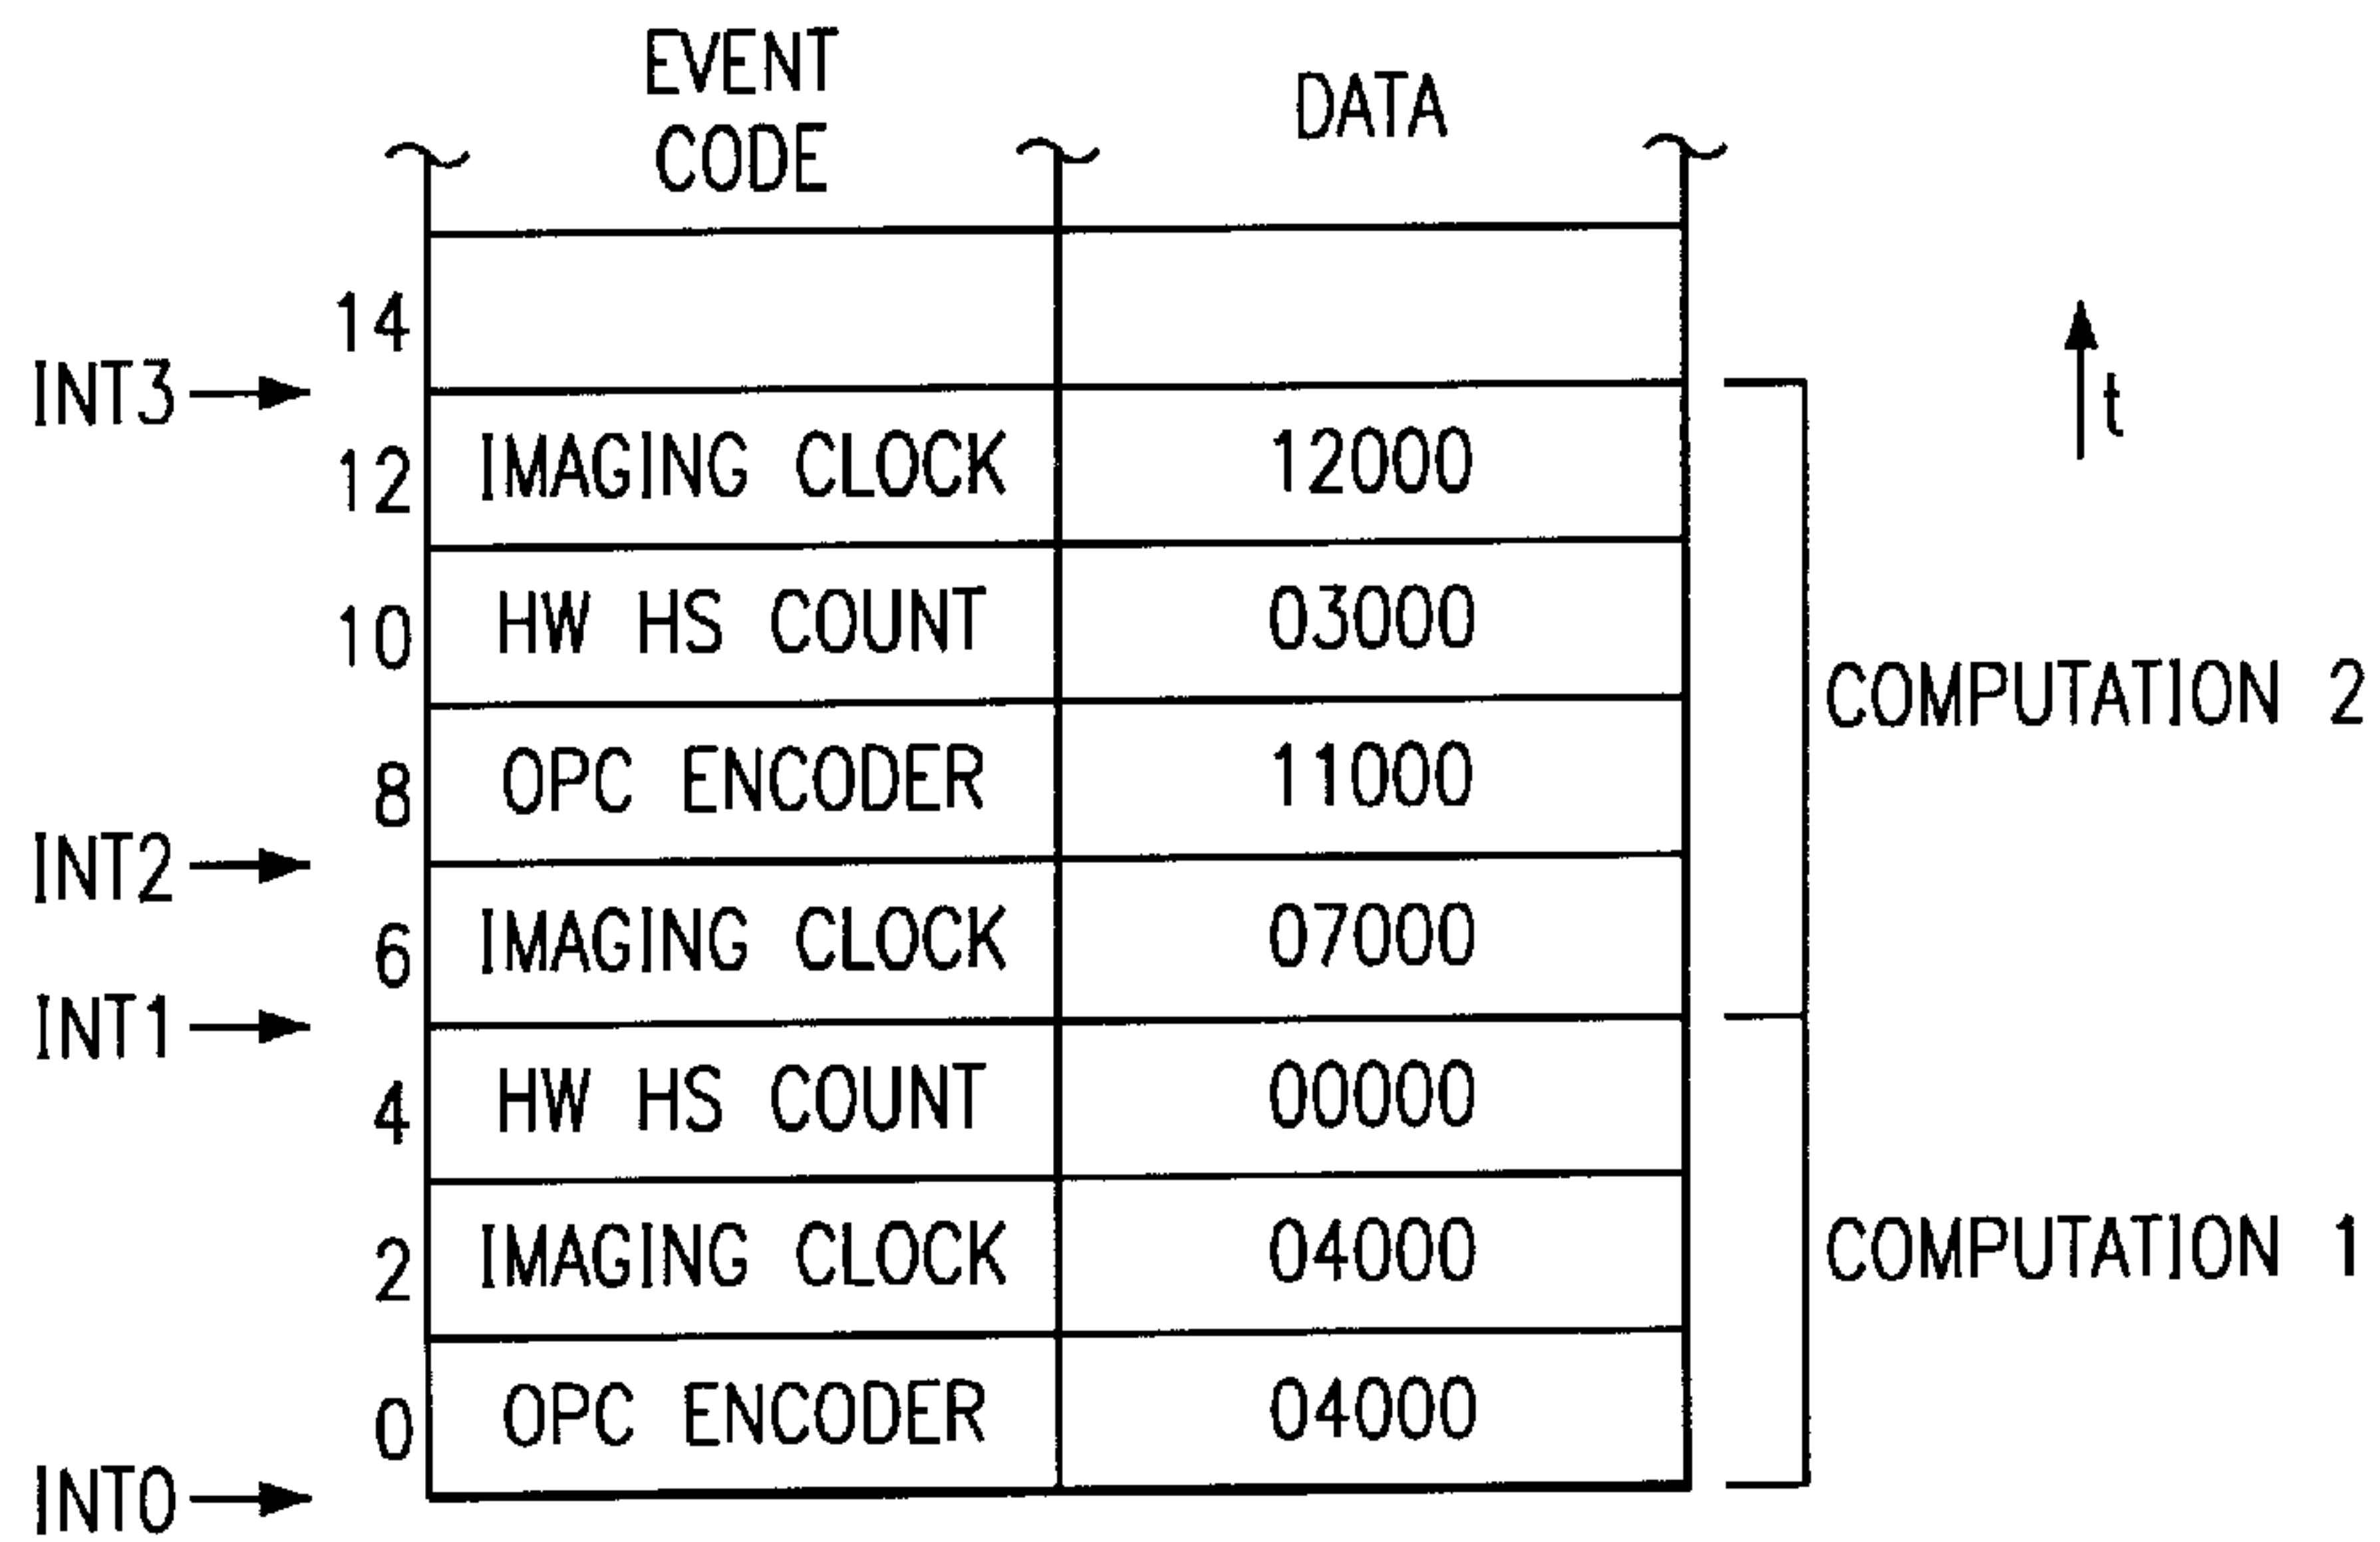 EVENT
CODE
DATA
14
INT3
t
12 IMAGING CLOCK 12000
10 HW HS COUNT 03000
COMPUTATION 2
8 OPC ENCODER 11000
INT2
6 IMAGING CLOCK 07000
INT1
4 HW HS COUNT 00000
2 IMAGING CLOCK 04000
COMPUTATION 1
0 OPC ENCODER 04000
INT0